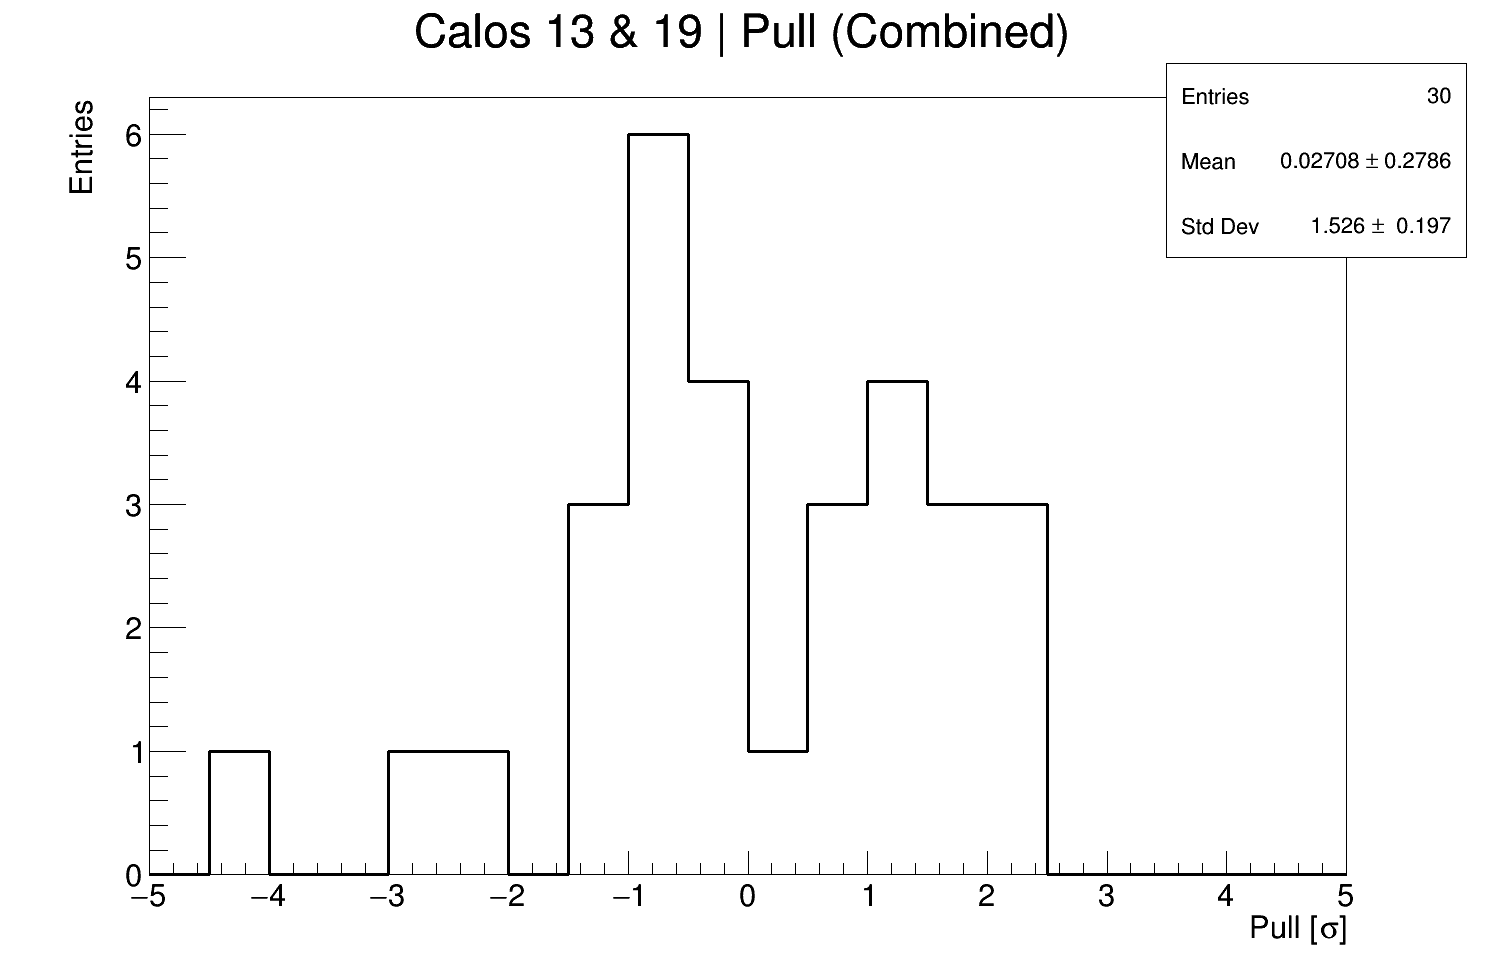 Calos 13 & 19 | Pull (Combined)
Entries 30
Mean 0.02708 ± 0.2786
Std Dev 1.526 ± 0.197
Entries
6
5
4
3
2
1
0
−5 −4 −3 −2 −1 0 1 2 3 4 5
Pull [σ]